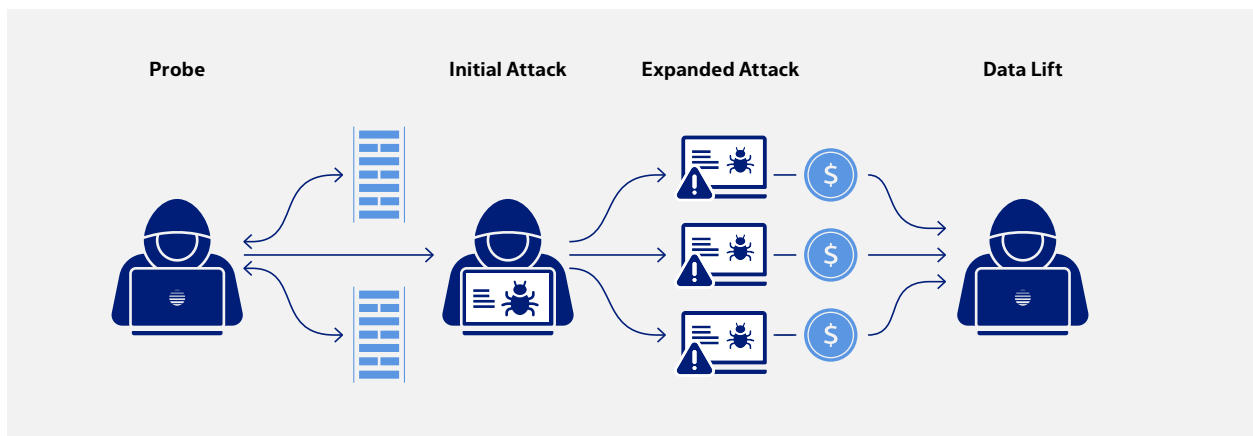 Probe
Initial Attack
Expanded Attack
Data Lift
$
$
$